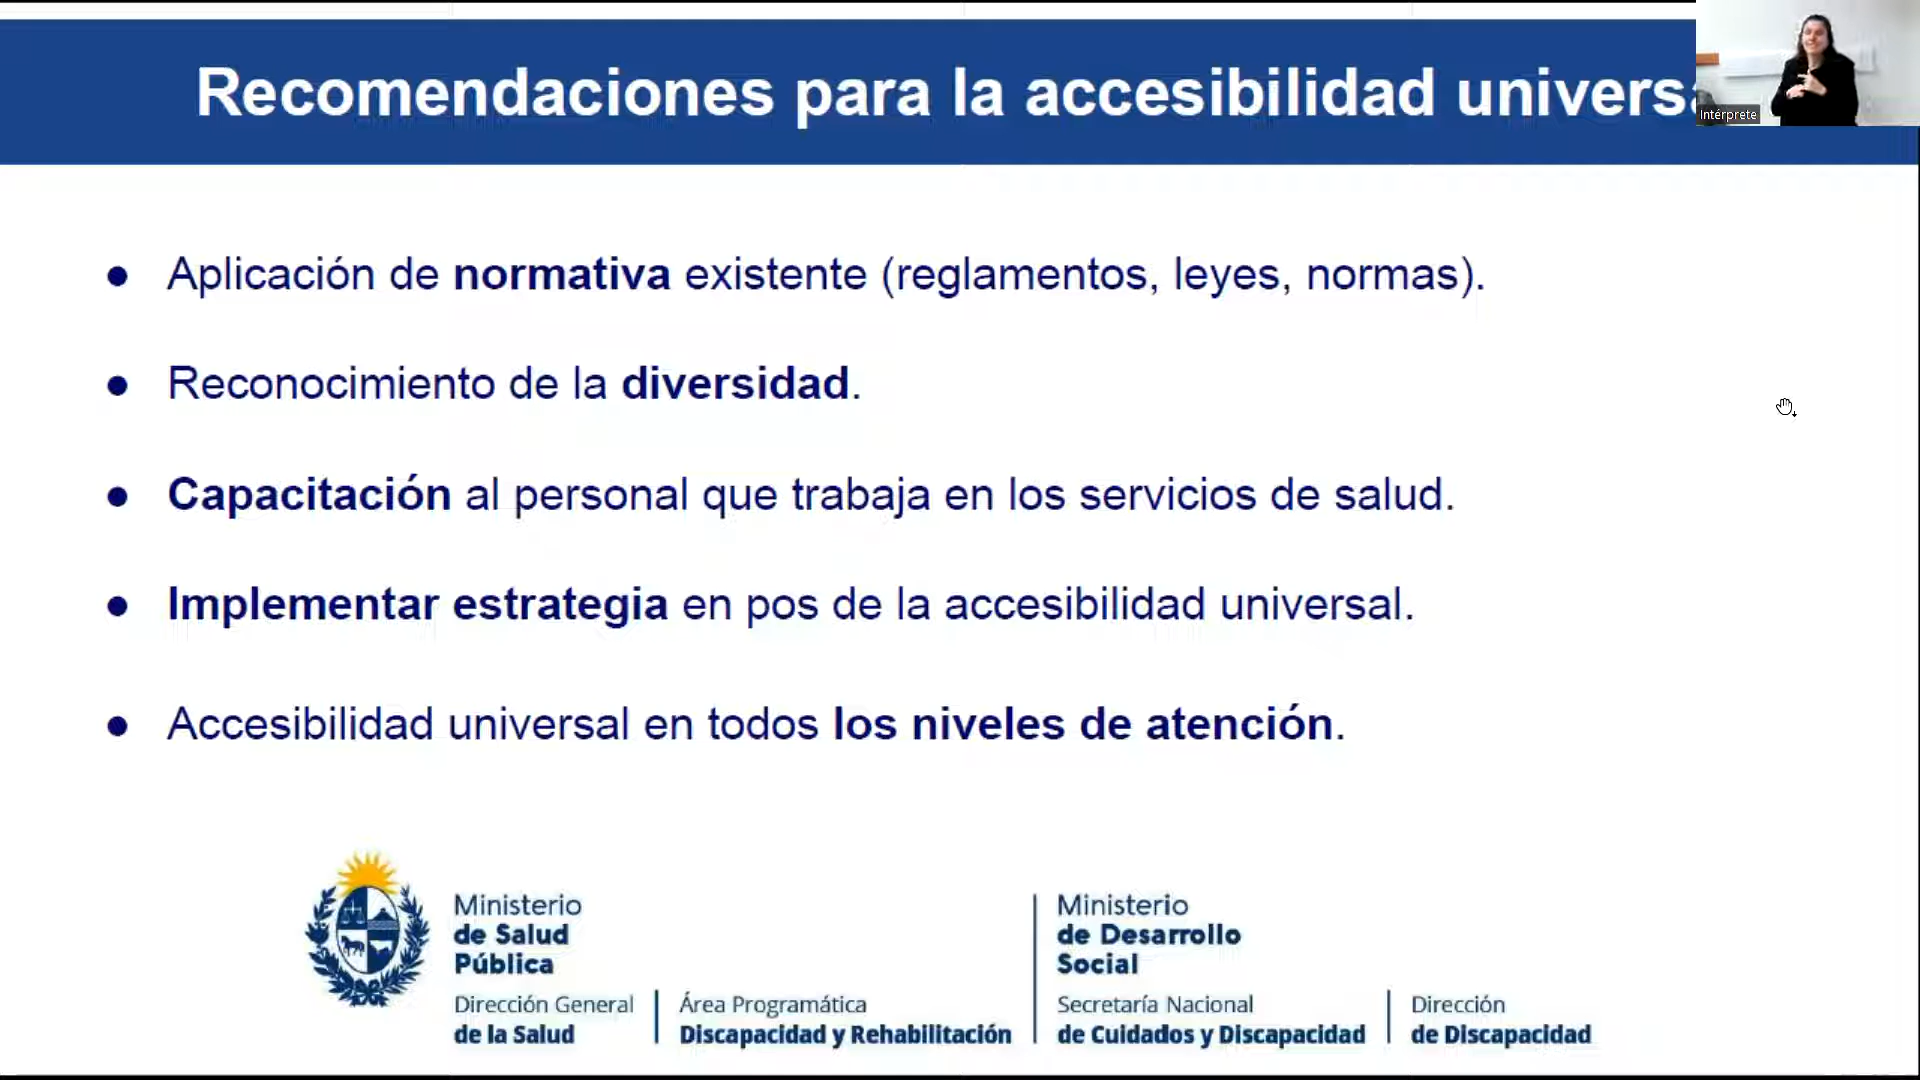 Recomendaciones para la accesibilidad univers
Intérprete
● Aplicación de normativa existente (reglamentos, leyes, normas).
● Reconocimiento de la diversidad.
● Capacitación al personal que trabaja en los servicios de salud.
● Implementar estrategia en pos de la accesibilidad universal.
● Accesibilidad universal en todos los niveles de atención.
Ministerio
de Salud
Pública
Dirección General
de la Salud
Área Programática
Discapacidad y Rehabilitación
Ministerio
de Desarrollo
Social
Secretaría Nacional
de Cuidados y Discapacidad
Dirección
de Discapacidad